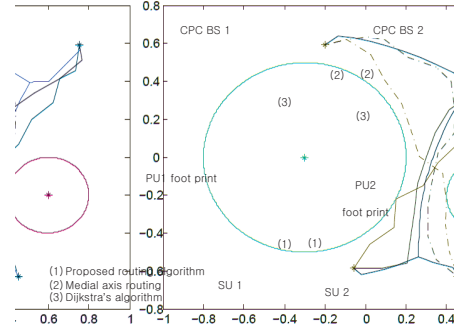 CPC BS 1
CPC BS 2
0.8
0.6
0.4
0.2
0
-0.2
-0.4
-0.6
-0.8
(2) (2)
(3)
(3)
PU1 foot print
PU2
foot print
(1) (1)
(1) Proposed routing algorithm
(2) Medial axis routing
(3) Dijkstra's algorithm
SU 1
SU 2
0.6 0.8 1
-1 -0.8 -0.6 -0.4 -0.2 0 0.2 0.4